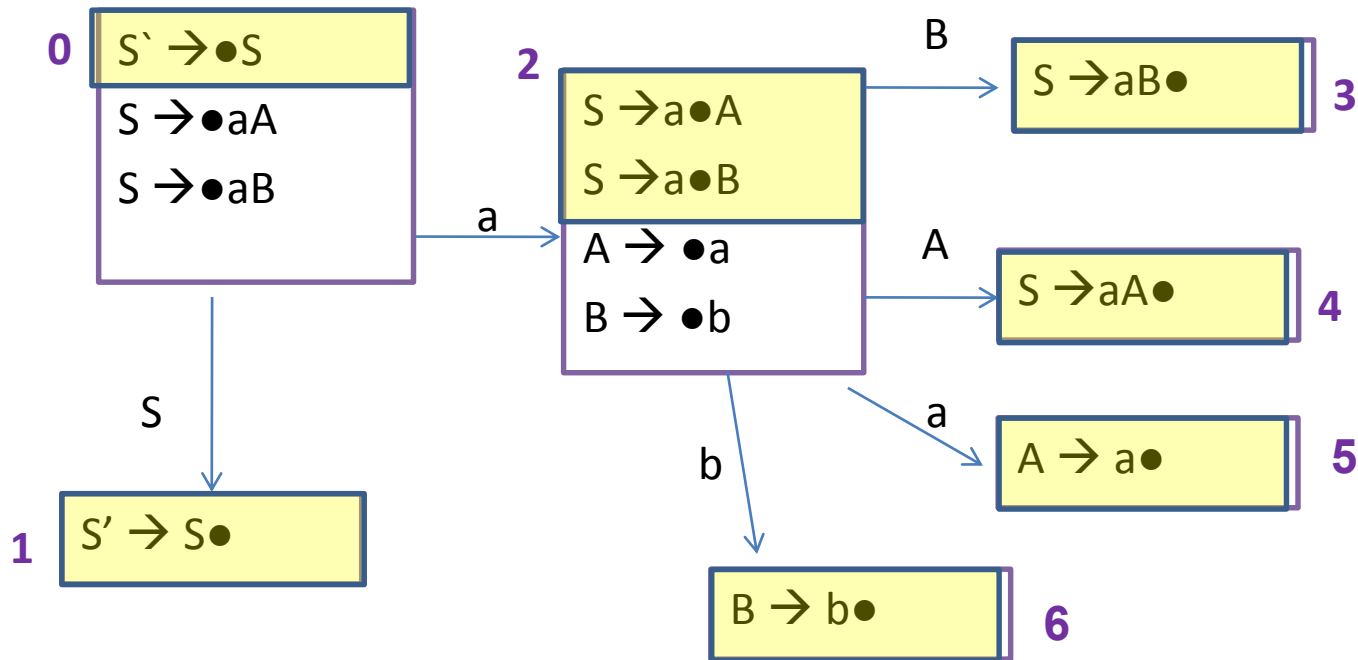 0
S` → ●S
S → ●aA
S → ●aB
a
S
1
S’ → S●
2
S → a●A
S → a●B
A → ●a
B → ●b
B
S → aB●
3
A
S → aA●
4
a
A → a●
5
b
B → b●
6